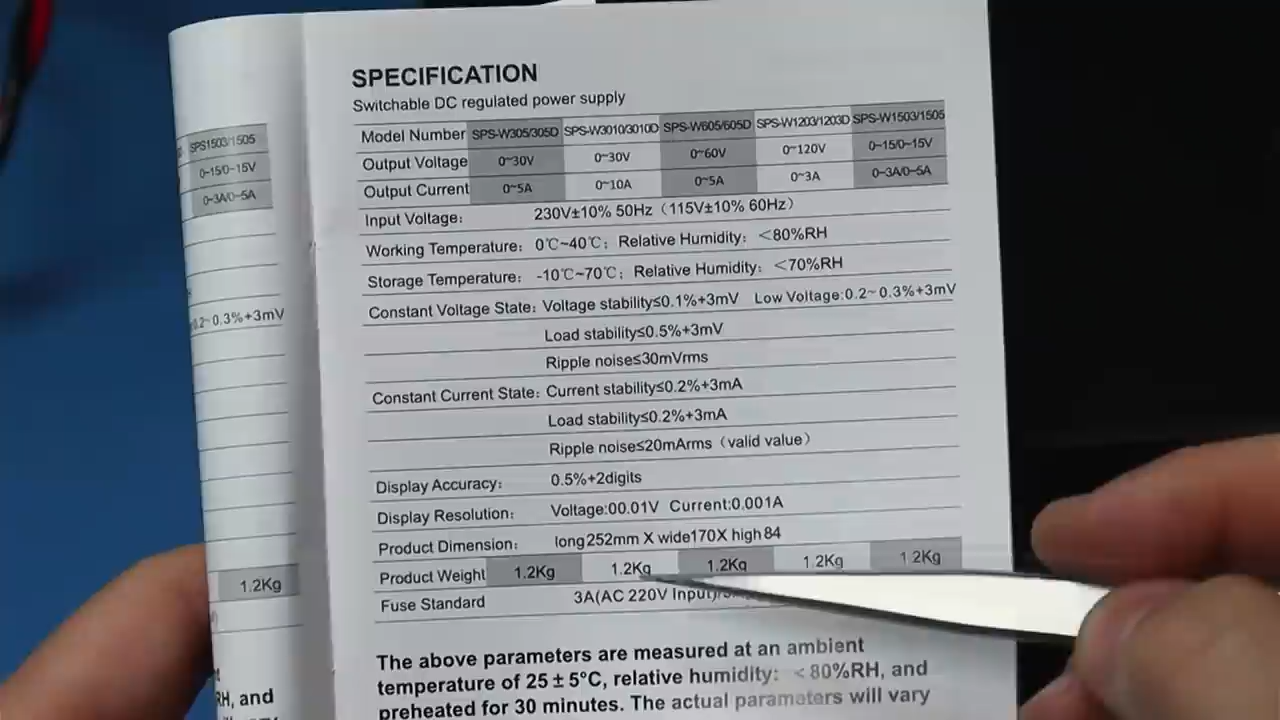 SPS1503/1505
0~15/0~15V
0~3A/0~5A
0.2~0.3%+3mV
1.2Kg
RH, and
SPECIFICATION
Switchable DC regulated power supply
Model Number SPS-W305/305D SPS-W3010/3010D SPS-W605/605D SPS-W1203/1203D SPS-W1503/1505
Output Voltage 0~30V 0~30V 0~60V 0~120V 0~15/0~15V
Output Current 0~5A 0~10A 0~5A 0~3A 0~3A/0~5A
Input Voltage: 230V±10% 50Hz (115V±10% 60Hz)
Working Temperature: 0℃~40℃; Relative Humidity: <80%RH
Storage Temperature: -10℃~70℃; Relative Humidity: <70%RH
Constant Voltage State: Voltage stability≤0.1%+3mV Low Voltage:0.2~0.3%+3mV
Load stability≤0.5%+3mV
Ripple noise≤30mVrms
Constant Current State: Current stability≤0.2%+3mA
Load stability≤0.2%+3mA
Ripple noise≤20mArms (valid value)
Display Accuracy: 0.5%+2digits
Display Resolution: Voltage:00.01V Current:0.001A
Product Dimension: long252mm X wide170X high84
Product Weight 1.2Kg 1.2Kg 1.2Kg 1.2Kg 1.2Kg
Fuse Standard 3A(AC 220V Input)/
The above parameters are measured at an ambient
temperature of 25±5°C, relative humidity: <80%RH, and
preheated for 30 minutes. The actual parameters will vary